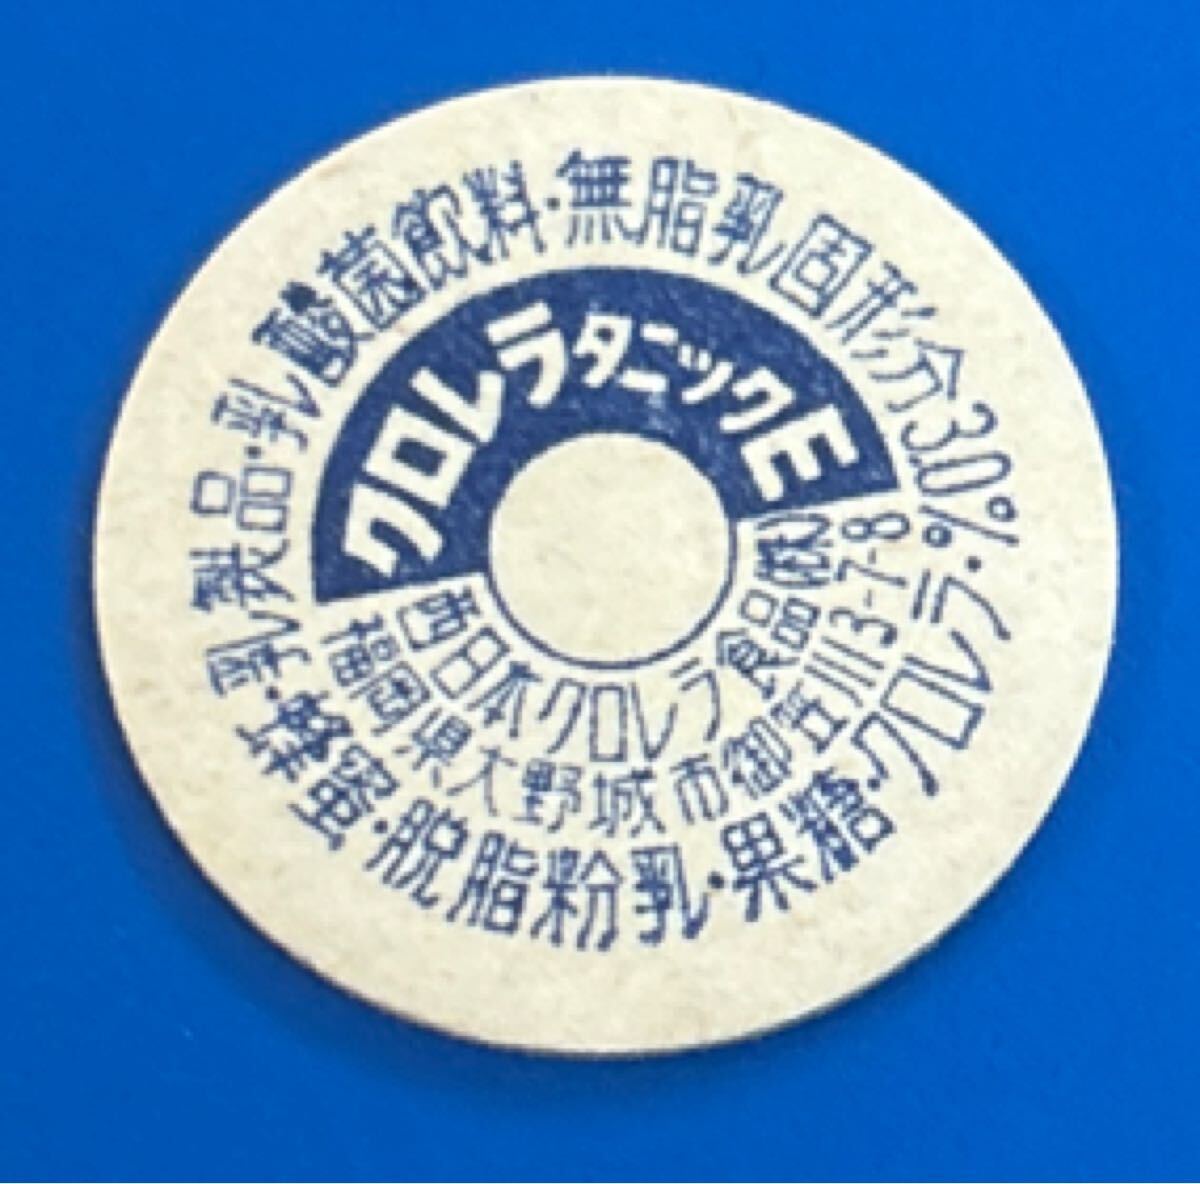 乳製品・乳酸菌飲料・無脂乳固形分3.0%
クロレラタニックE
西日本クロレラ食品(株)
福岡県大野城市御笠川3-7-8
乳・蜂蜜・脱脂粉乳・果糖・クロレラ・